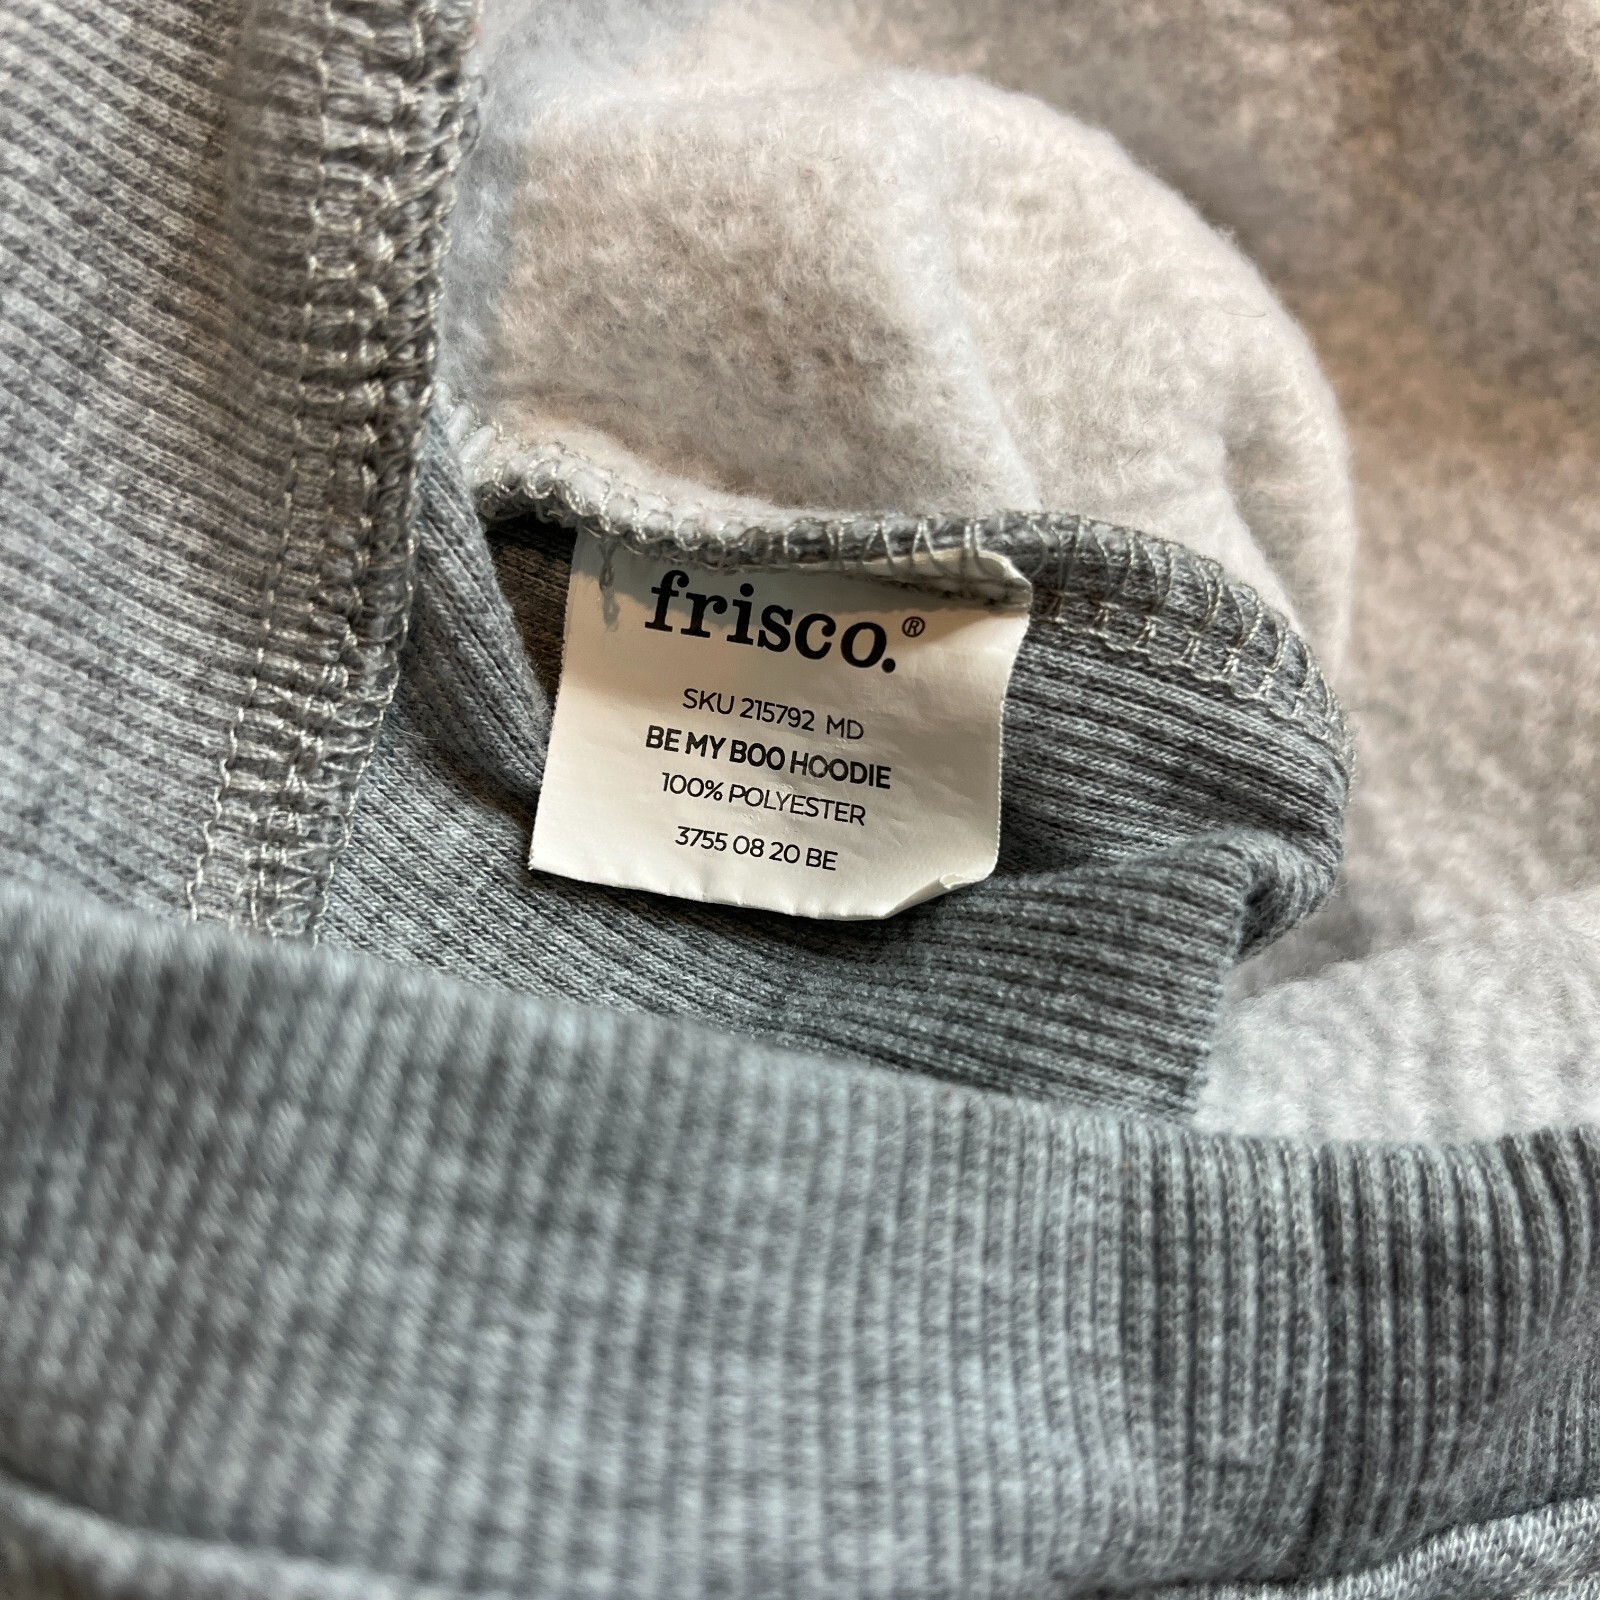 frisco.®
SKU 215792 MD
BE MY BOO HOODIE
100% POLYESTER
3755 08 20 BE